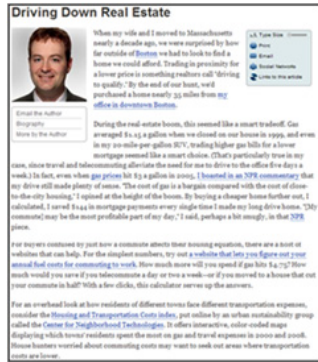 Driving Down Real Estate
When my wife and I moved to Massachusetts
nearly a decade ago, we were surprised by how
far outside of Boston we had to look to find a
home we could afford. Trading in proximity for
a lower price is something realtors call "driving
to qualify." By the end of our hunt, we'd
purchased a home nearly 35 miles from my
office in downtown Boston.
Type Size
Print
Email
Social Networks
Links to this article
Email the Author
Biography
More by the Author
During the real-estate boom, this seemed like a smart tradeoff. Gas
averaged $1.15 a gallon when we closed on our house in 1999, and even
in my 20-mile-per-gallon SUV, trading higher gas bills for a lower
mortgage seemed like a smart choice. (That's particularly true in my
case, since travel and telecommuting alleviate the need for me to drive to the office five days a
week.) In fact, even when gas prices hit $3 a gallon in 2005, I boasted in an NPR commentary that
my drive still made plenty of sense. "The cost of gas is a bargain compared with the cost of close-
to-the-city housing," I opined at the height of the boom. By buying a cheaper home further out, I
calculated, I saved $144 in mortgage payments every single time I made my long drive home. "[My
commute] may be the most profitable part of my day," I said, perhaps a bit smugly, in that NPR
piece.
For buyers confused by just how a commute affects their housing equation, there are a host of
websites that can help. For the simplest numbers, try out a website that lets you figure out your
annual fuel costs for commuting to work. How much more will you spend if gas hits $4.75? How
much would you save if you telecommute a day or two a week—or if you moved to a house that cut
your commute in half? With a few clicks, this calculator serves up the answers.
For an overhead look at how residents of different towns face different transportation expenses,
consider the Housing and Transportation Costs index, put online by an urban sustainability group
called the Center for Neighborhood Technologies. It offers interactive, color-coded maps
displaying which towns' residents spent the most on gas and travel expenses in 2000 and 2008.
House hunters worried about commuting costs may want to seek out areas where transportation
costs are lower.